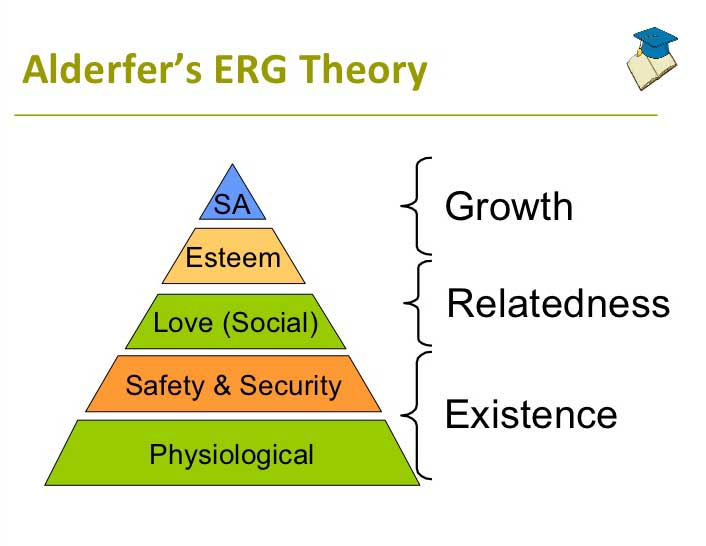 Alderfer’s ERG Theory
SA
Growth
Esteem
Relatedness
Love (Social)
Safety & Security
Existence
Physiological